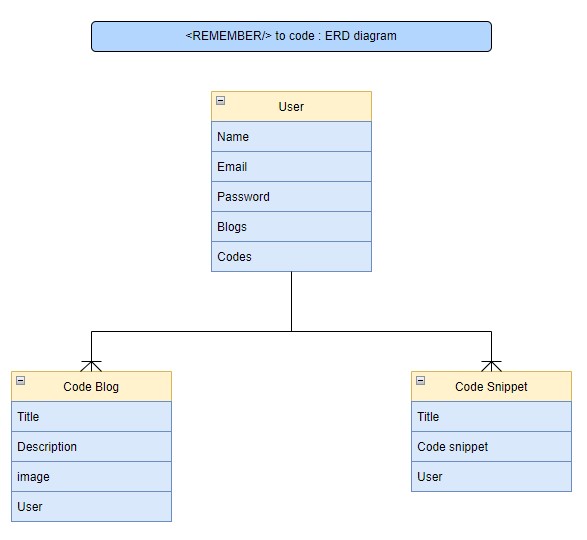 <REMEMBER/> to code : ERD diagram
User
Name
Email
Password
Blogs
Codes
Code Blog
Title
Description
image
User
Code Snippet
Title
Code snippet
User